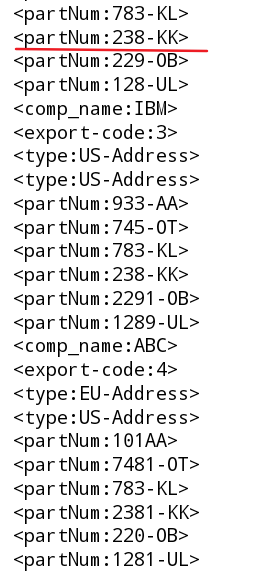 <partNum:783-KL>
<partNum:238-KK>
<partNum:229-OB>
<partNum:128-UL>
<comp_name:IBM>
<export-code:3>
<type:US-Address>
<type:US-Address>
<partNum:933-AA>
<partNum:745-OT>
<partNum:783-KL>
<partNum:238-KK>
<partNum:2291-OB>
<partNum:1289-UL>
<comp_name:ABC>
<export-code:4>
<type:EU-Address>
<type:US-Address>
<partNum:101AA>
<partNum:7481-OT>
<partNum:783-KL>
<partNum:2381-KK>
<partNum:220-OB>
<partNum:1281-UL>